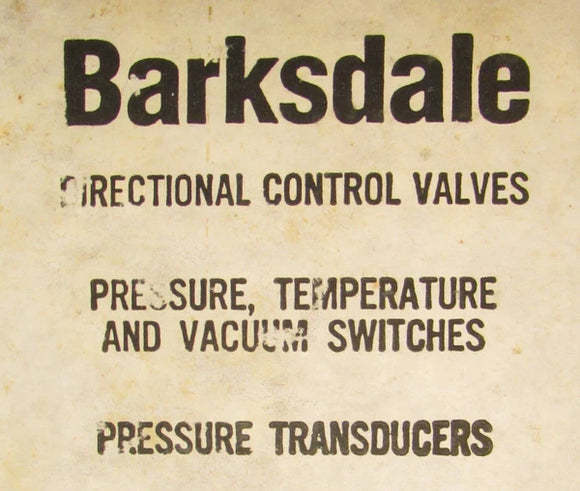 Barksdale
DIRECTIONAL CONTROL VALVES
PRESSURE, TEMPERATURE
AND VACUUM SWITCHES
PRESSURE TRANSDUCERS